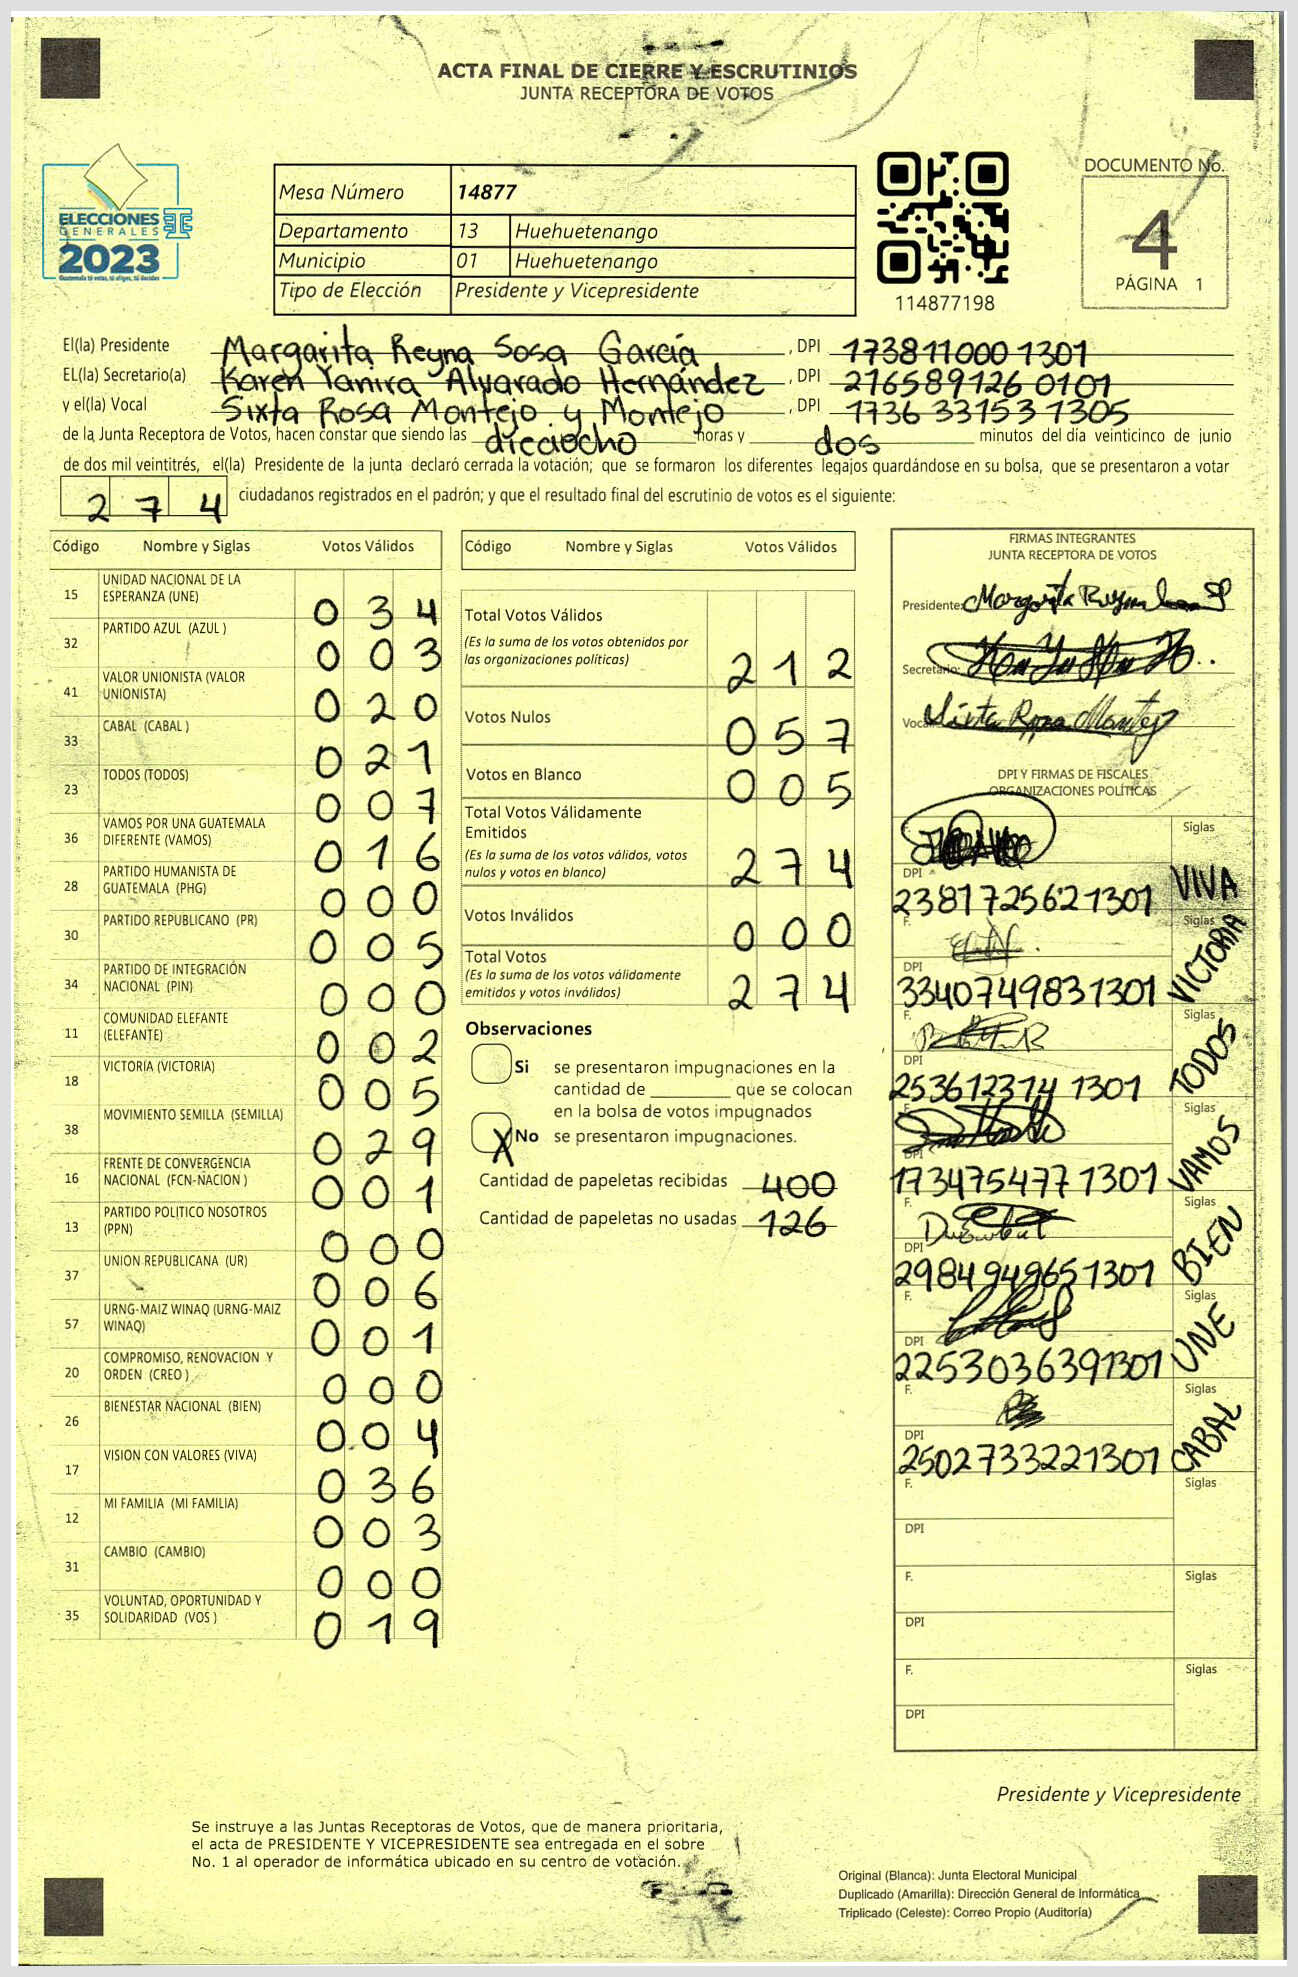 ACTA FINAL DE CIERRE Y ESCRUTINIOS
JUNTA RECEPTORA DE VOTOS
ELECCIONES
GENERALES
2023
Guatemala tú votas, tú eliges, tú decides
Mesa Número 14877
Departamento 13 Huehuetenango
Municipio 01 Huehuetenango
Tipo de Elección Presidente y Vicepresidente
114877198
DOCUMENTO No.
4
PÁGINA 1
El(la) Presidente Margarita Reyna Sosa García , DPI 173811000 1301
EL(la) Secretario(a) Karen Yanira Alvarado Hernández , DPI 216589126 0101
y el(la) Vocal Sixta Rosa Montejo y Montejo , DPI 1736 33153 1305
de la Junta Receptora de Votos, hacen constar que siendo las dieciocho horas y dos minutos del día veinticinco de junio
de dos mil veintitrés, el(la) Presidente de la junta declaró cerrada la votación; que se formaron los diferentes legajos guardándose en su bolsa, que se presentaron a votar
2 7 4 ciudadanos registrados en el padrón; y que el resultado final del escrutinio de votos es el siguiente:
Código Nombre y Siglas Votos Válidos
15 UNIDAD NACIONAL DE LA
ESPERANZA (UNE) 0 3 4
32 PARTIDO AZUL (AZUL ) 0 0 3
41 VALOR UNIONISTA (VALOR
UNIONISTA) 0 2 0
33 CABAL (CABAL ) 0 2 1
23 TODOS (TODOS) 0 0 7
36 VAMOS POR UNA GUATEMALA
DIFERENTE (VAMOS) 0 1 6
28 PARTIDO HUMANISTA DE
GUATEMALA (PHG) 0 0 0
30 PARTIDO REPUBLICANO (PR) 0 0 5
34 PARTIDO DE INTEGRACIÓN
NACIONAL (PIN) 0 0 0
11 COMUNIDAD ELEFANTE
(ELEFANTE) 0 0 2
18 VICTORIA (VICTORIA) 0 0 5
38 MOVIMIENTO SEMILLA (SEMILLA) 0 2 9
16 FRENTE DE CONVERGENCIA
NACIONAL (FCN-NACION ) 0 0 1
13 PARTIDO POLITICO NOSOTROS
(PPN) 0 0 0
37 UNION REPUBLICANA (UR) 0 0 6
57 URNG-MAIZ WINAQ (URNG-MAIZ
WINAQ) 0 0 1
20 COMPROMISO, RENOVACION Y
ORDEN (CREO ) 0 0 0
26 BIENESTAR NACIONAL (BIEN) 0 0 4
17 VISION CON VALORES (VIVA) 0 3 6
12 MI FAMILIA (MI FAMILIA) 0 0 3
31 CAMBIO (CAMBIO) 0 0 0
35 VOLUNTAD, OPORTUNIDAD Y
SOLIDARIDAD (VOS ) 0 1 9
Código Nombre y Siglas Votos Válidos
Total Votos Válidos
(Es la suma de los votos obtenidos por
las organizaciones políticas) 2 1 2
Votos Nulos 0 5 7
Votos en Blanco 0 0 5
Total Votos Válidamente
Emitidos
(Es la suma de los votos válidos, votos
nulos y votos en blanco) 2 7 4
Votos Inválidos 0 0 0
Total Votos
(Es la suma de los votos válidamente
emitidos y votos inválidos) 2 7 4
Observaciones
Si se presentaron impugnaciones en la
cantidad de ________ que se colocan
en la bolsa de votos impugnados
X No se presentaron impugnaciones.
Cantidad de papeletas recibidas 400
Cantidad de papeletas no usadas 126
FIRMAS INTEGRANTES
JUNTA RECEPTORA DE VOTOS
Presidente: Margarita
Secretario:
Vocal Sixta Rosa Montejo
DPI Y FIRMAS DE FISCALES
ORGANIZACIONES POLÍTICAS
F. Siglas
DPI
2381725621301 VIVA
F. Siglas
DPI
3340749831301 VICTORIA
F. Siglas
DPI
253612314 1301 TODOS
F. Siglas
DPI
1734754771301 VAMOS
F. Siglas
DPI
2984949651301 BIEN
F. Siglas
DPI
2253036391301 UNE
F. Siglas
DPI
2502733221301 CABAL
F. Siglas
DPI
F. Siglas
DPI
F. Siglas
DPI
Presidente y Vicepresidente
Se instruye a las Juntas Receptoras de Votos, que de manera prioritaria,
el acta de PRESIDENTE Y VICEPRESIDENTE sea entregada en el sobre
No. 1 al operador de informática ubicado en su centro de votación.
Original (Blanca): Junta Electoral Municipal
Duplicado (Amarilla): Dirección General de Informática
Triplicado (Celeste): Correo Propio (Auditoría)